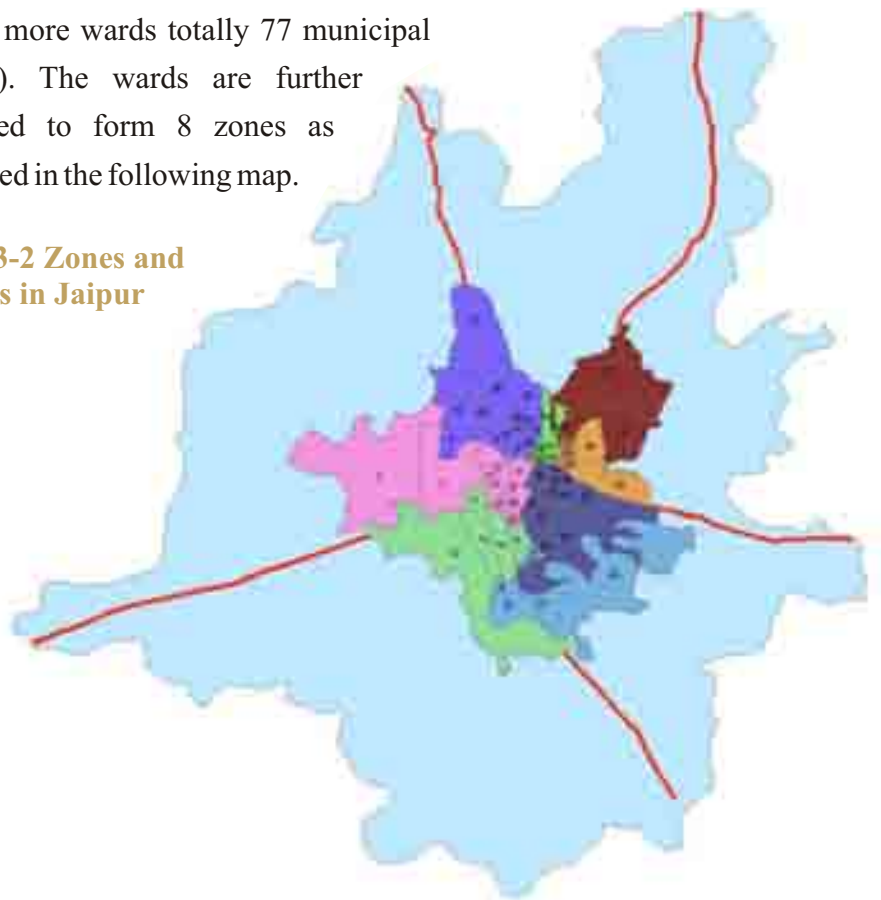 more wards totally 77 municipal
). The wards are further
ed to form 8 zones as
ed in the following map.
3-2 Zones and
s in Jaipur